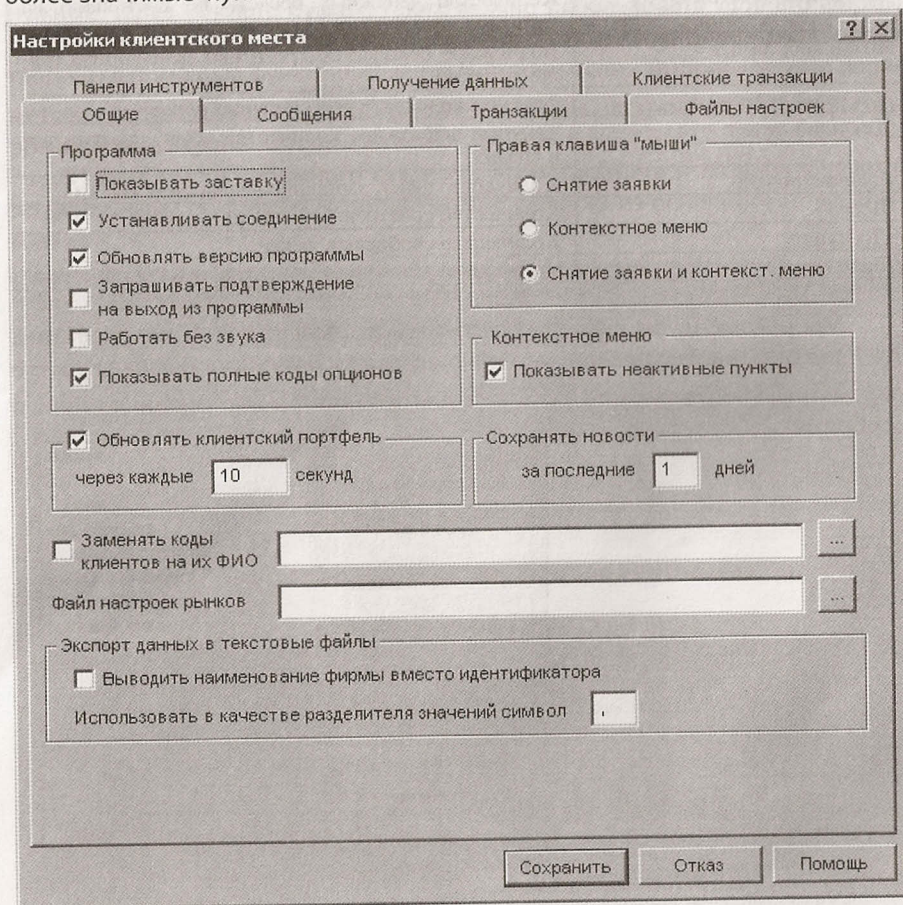 Настройки клиентского места
Панели инструментов Получение данных Клиентские транзакции
Общие Сообщения Транзакции Файлы настроек
Программа
Показывать заставку
Устанавливать соединение
Обновлять версию программы
Запрашивать подтверждение
на выход из программы
Работать без звука
Показывать полные коды опционов
Правая клавиша "мыши"
Снятие заявки
Контекстное меню
Снятие заявки и контекст. меню
Контекстное меню
Показывать неактивные пункты
Обновлять клиентский портфель
через каждые 10 секунд
Сохранять новости
за последние 1 дней
Заменять коды
клиентов на их ФИО
...
Файл настроек рынков
...
Экспорт данных в текстовые файлы
Выводить наименование фирмы вместо идентификатора
Использовать в качестве разделителя значений символ ,
Сохранить Отказ Помощь